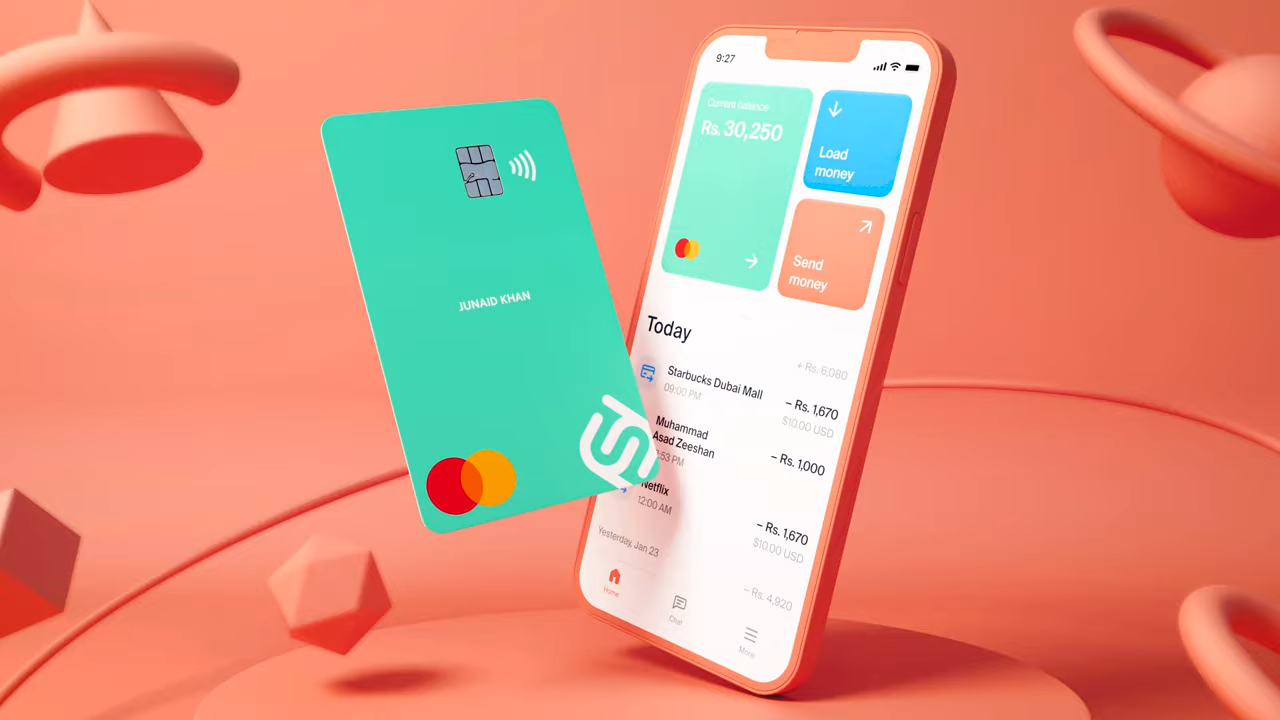 JUNAID KHAN
9:27
Current balance
Rs. 30,250
Load
money
Send
money
Today
+ Rs. 6,080
Starbucks Dubai Mall
09:00 PM
– Rs. 1,670
$10.00 USD
Muhammad
Asad Zeeshan
:53 PM
– Rs. 1,000
Netflix
12:00 AM
– Rs. 1,670
$10.00 USD
Yesterday, Jan 23
– Rs. 4,920
Home
Chat
More